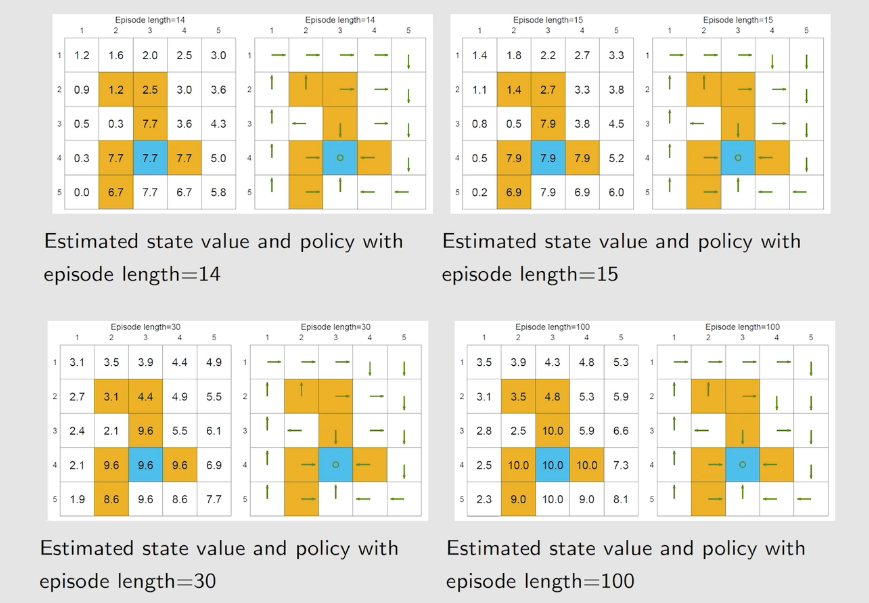 Episode length=14
1 2 3 4 5
1 1.2 1.6 2.0 2.5 3.0
2 0.9 1.2 2.5 3.0 3.6
3 0.5 0.3 7.7 3.6 4.3
4 0.3 7.7 7.7 7.7 5.0
5 0.0 6.7 7.7 6.7 5.8
Episode length=14
1 2 3 4 5
1
2
3
4
5
Estimated state value and policy with
episode length=14
Episode length=15
1 2 3 4 5
1 1.4 1.8 2.2 2.7 3.3
2 1.1 1.4 2.7 3.3 3.8
3 0.8 0.5 7.9 3.8 4.5
4 0.5 7.9 7.9 7.9 5.2
5 0.2 6.9 7.9 6.9 6.0
Episode length=15
1 2 3 4 5
1
2
3
4
5
Estimated state value and policy with
episode length=15
Episode length=30
1 2 3 4 5
1 3.1 3.5 3.9 4.4 4.9
2 2.7 3.1 4.4 4.9 5.5
3 2.4 2.1 9.6 5.5 6.1
4 2.1 9.6 9.6 9.6 6.9
5 1.9 8.6 9.6 8.6 7.7
Episode length=30
1 2 3 4 5
1
2
3
4
5
Estimated state value and policy with
episode length=30
Episode length=100
1 2 3 4 5
1 3.5 3.9 4.3 4.8 5.3
2 3.1 3.5 4.8 5.3 5.9
3 2.8 2.5 10.0 5.9 6.6
4 2.5 10.0 10.0 10.0 7.3
5 2.3 9.0 10.0 9.0 8.1
Episode length=100
1 2 3 4 5
1
2
3
4
5
Estimated state value and policy with
episode length=100